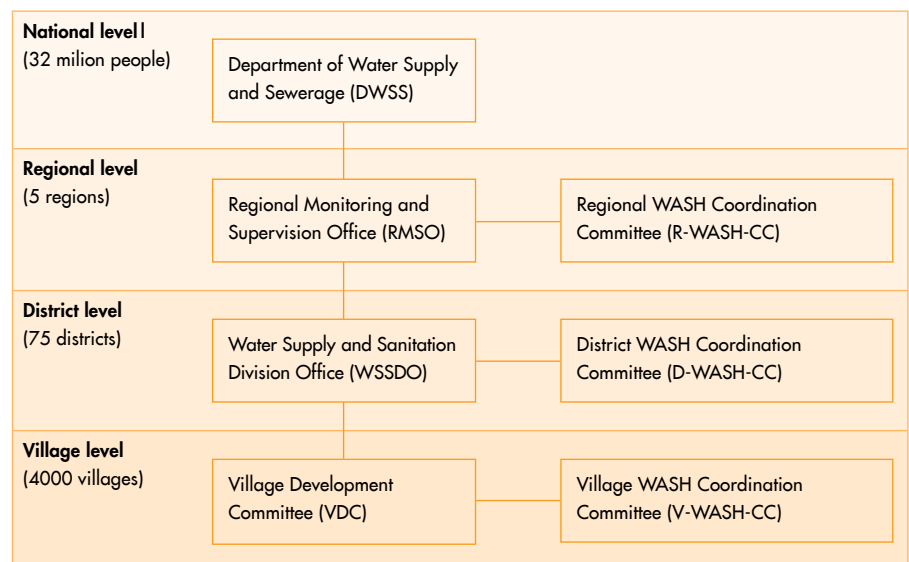 National level|
(32 milion people)
Department of Water Supply
and Sewerage (DWSS)
Regional level
(5 regions)
Regional Monitoring and
Supervision Office (RMSO)
Regional WASH Coordination
Committee (R-WASH-CC)
District level
(75 districts)
Water Supply and Sanitation
Division Office (WSSDO)
District WASH Coordination
Committee (D-WASH-CC)
Village level
(4000 villages)
Village Development
Committee (VDC)
Village WASH Coordination
Committee (V-WASH-CC)